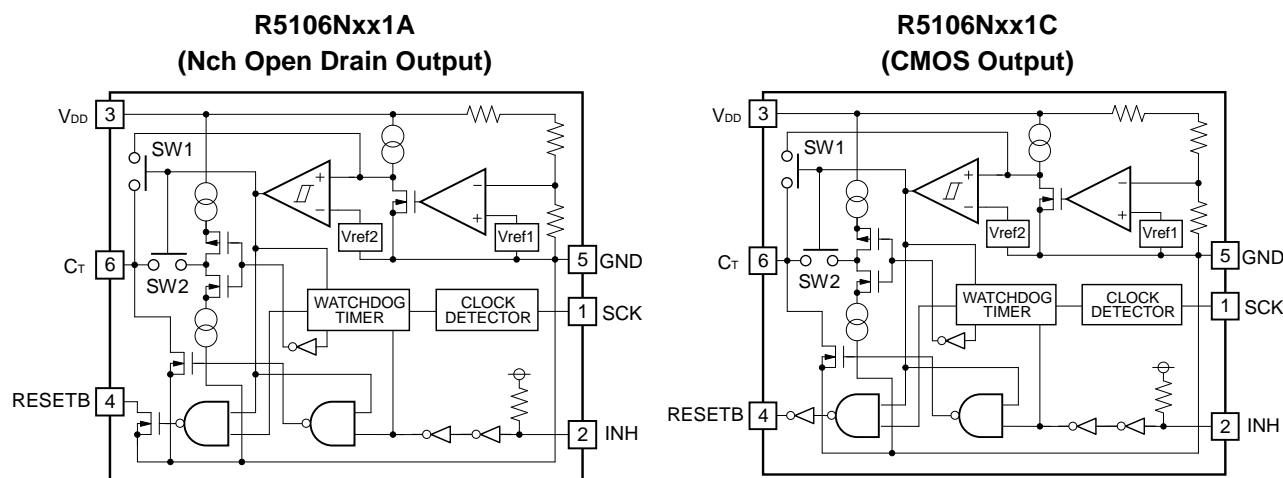 R5106Nxx1A
(Nch Open Drain Output)
VDD 3
SW1
+
−
−
+
Vref2
Vref1
CT 6
SW2
5 GND
WATCHDOG
TIMER
CLOCK
DETECTOR
1 SCK
RESETB 4
2 INH
R5106Nxx1C
(CMOS Output)
VDD 3
SW1
+
−
−
+
Vref2
Vref1
CT 6
SW2
5 GND
WATCHDOG
TIMER
CLOCK
DETECTOR
1 SCK
RESETB 4
2 INH